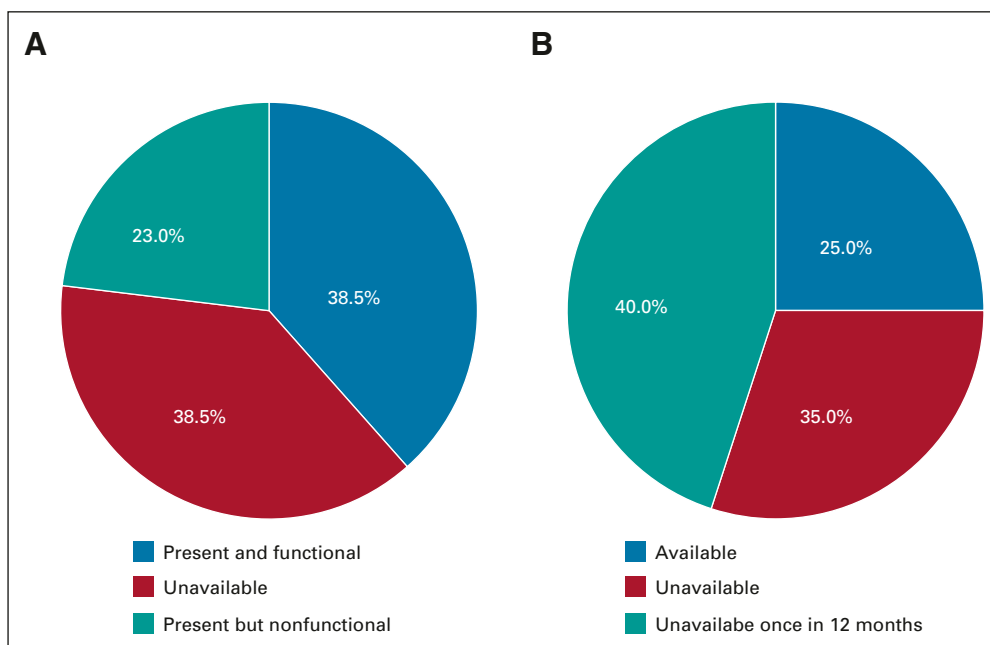 A
B
23.0%
38.5%
38.5%
25.0%
40.0%
35.0%
Present and functional
Unavailable
Present but nonfunctional
Available
Unavailable
Unavailabe once in 12 months